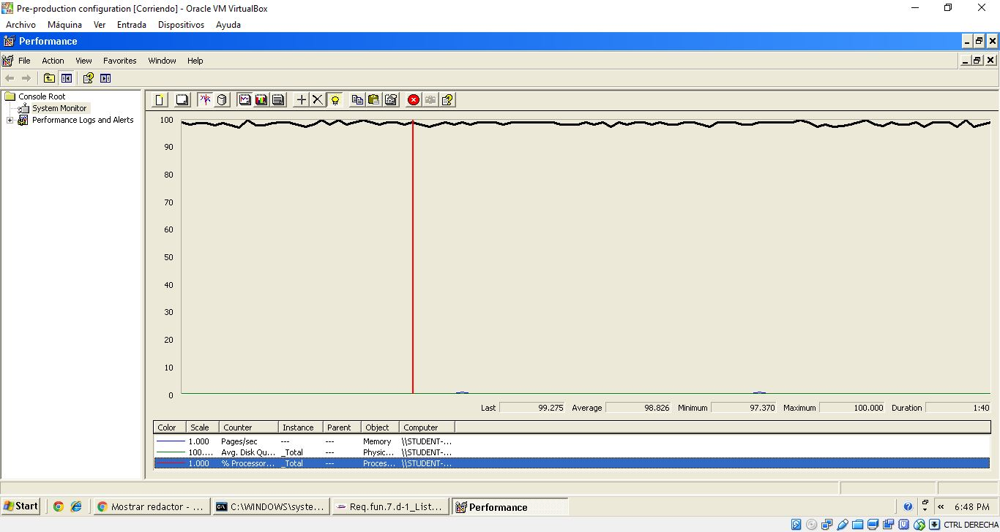 Pre-production configuration [Corriendo] - Oracle VM VirtualBox
Archivo Máquina Ver Entrada Dispositivos Ayuda
Performance
File Action View Favorites Window Help
Console Root
System Monitor
Performance Logs and Alerts
100
90
80
70
60
50
40
30
20
10
0
Last 99.275 Average 98.826 Minimum 97.370 Maximum 100.000 Duration 1:40
Color Scale Counter Instance Parent Object Computer
1.000 Pages/sec --- --- Memory \\STUDENT-...
100.... Avg. Disk Qu... _Total --- Physic... \\STUDENT-...
1.000 % Processor... _Total --- Proces... \\STUDENT-...
Start Mostrar redactor - ... C:\WINDOWS\syste... Req.fun.7.d-1_List... Performance « 6:48 PM
CTRL DERECHA